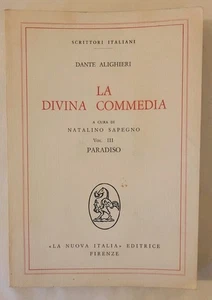 SCRITTORI ITALIANI
DANTE ALIGHIERI
LA
DIVINA COMMEDIA
A CURA DI
NATALINO SAPEGNO
VOL. III
PARADISO
«LA NUOVA ITALIA» EDITRICE
FIRENZE